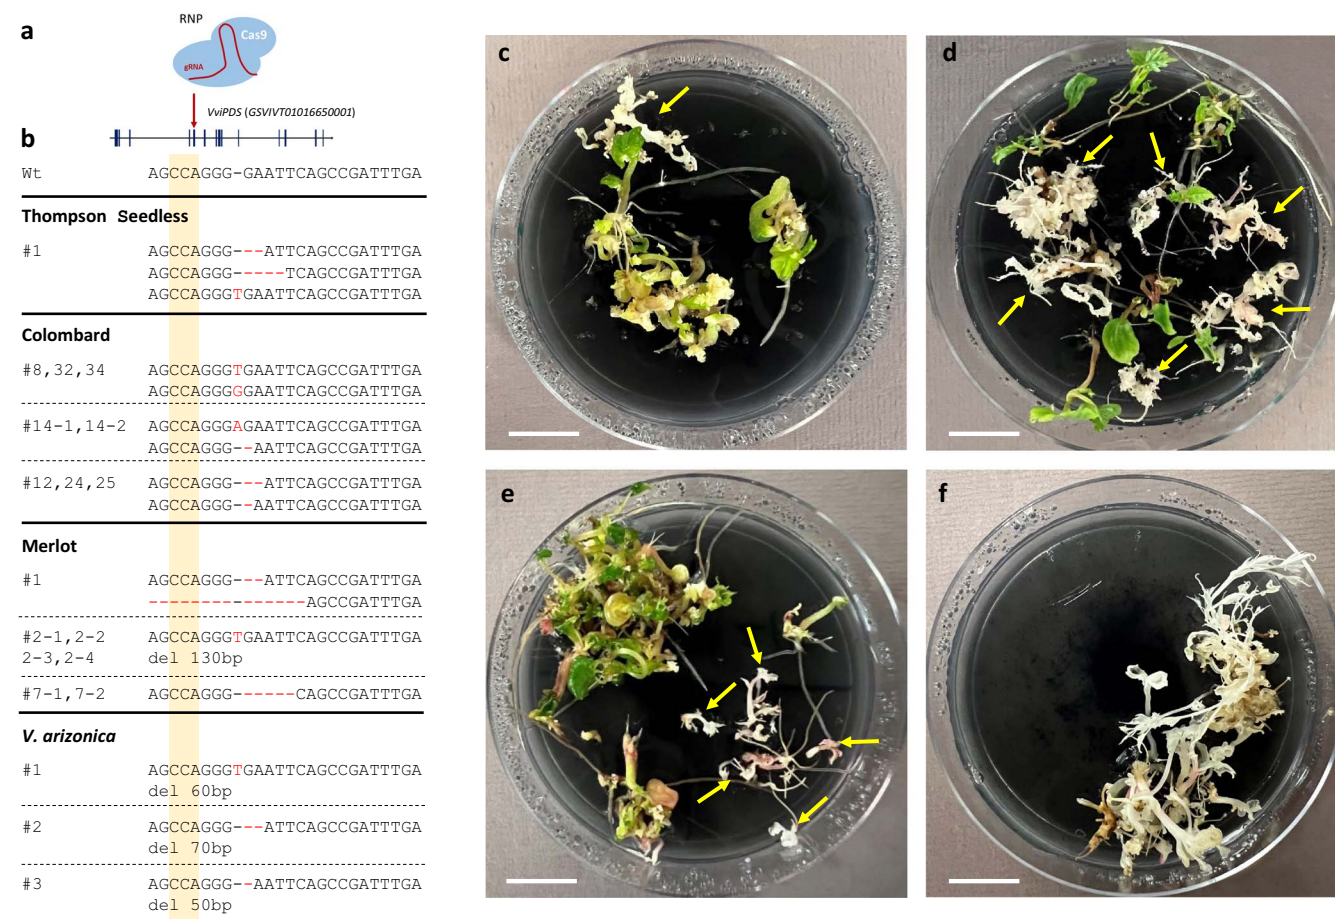 a
RNP
Cas9
gRNA
VviPDS (GSVIVT01016650001)
b
Wt AGCCAGGG-GAATTCAGCCGATTTGA
Thompson Seedless
#1 AGCCAGGG---ATTCAGCCGATTTGA
AGCCAGGG-----TCAGCCGATTTGA
AGCCAGGGTGAATTCAGCCGATTTGA
Colombard
#8,32,34 AGCCAGGGTGAATTCAGCCGATTTGA
AGCCAGGGGGAATTCAGCCGATTTGA
#14-1,14-2 AGCCAGGGAGAATTCAGCCGATTTGA
AGCCAGGG--AATTCAGCCGATTTGA
#12,24,25 AGCCAGGG---ATTCAGCCGATTTGA
AGCCAGGG--AATTCAGCCGATTTGA
Merlot
#1 AGCCAGGG---ATTCAGCCGATTTGA
---------------AGCCGATTTGA
#2-1,2-2 AGCCAGGGTGAATTCAGCCGATTTGA
2-3,2-4 del 130bp
#7-1,7-2 AGCCAGGG------CAGCCGATTTGA
V. arizonica
#1 AGCCAGGGTGAATTCAGCCGATTTGA
del 60bp
#2 AGCCAGGG---ATTCAGCCGATTTGA
del 70bp
#3 AGCCAGGG--AATTCAGCCGATTTGA
del 50bp
c
d
e
f